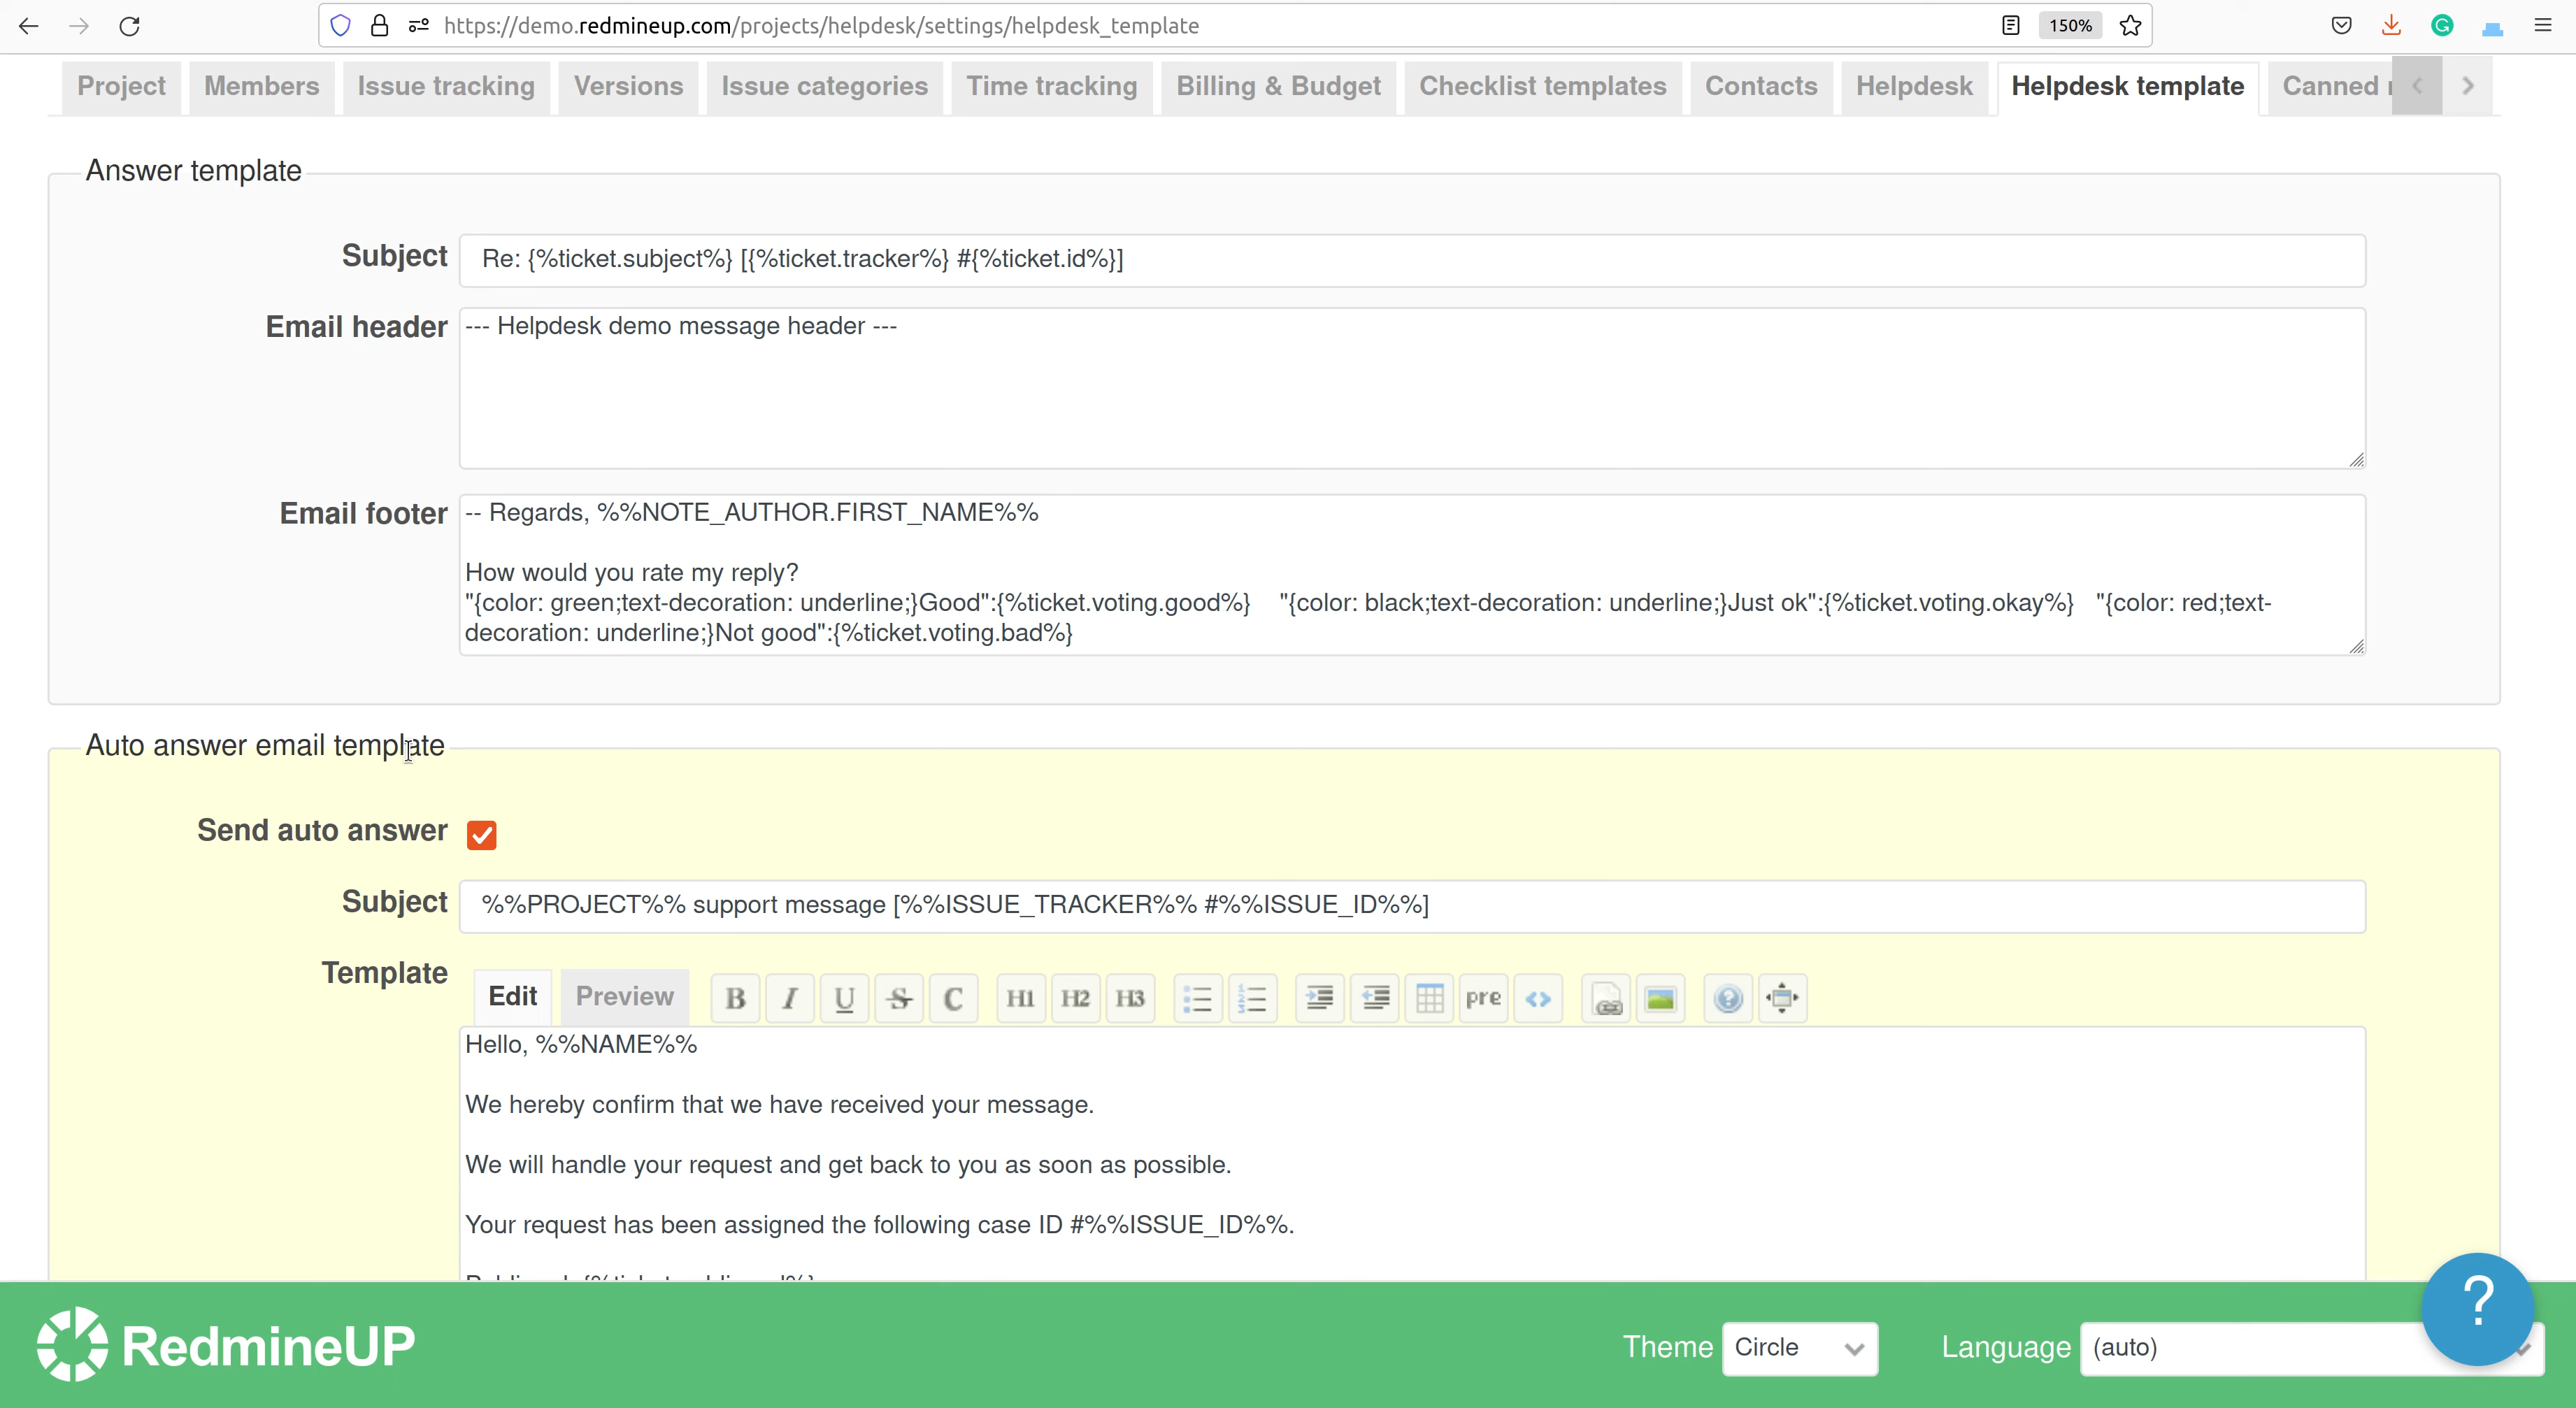 https://demo.redmineup.com/projects/helpdesk/settings/helpdesk_template 150%
Project Members Issue tracking Versions Issue categories Time tracking Billing & Budget Checklist templates Contacts Helpdesk Helpdesk template Canned
Answer template
Subject Re: {%ticket.subject%} [{%ticket.tracker%} #{%ticket.id%}]
Email header --- Helpdesk demo message header ---
Email footer -- Regards, %%NOTE_AUTHOR.FIRST_NAME%%
How would you rate my reply?
"{color: green;text-decoration: underline;}Good":{%ticket.voting.good%} "{color: black;text-decoration: underline;}Just ok":{%ticket.voting.okay%} "{color: red;text-
decoration: underline;}Not good":{%ticket.voting.bad%}
Auto answer email template
Send auto answer
Subject %%PROJECT%% support message [%%ISSUE_TRACKER%% #%%ISSUE_ID%%]
Template Edit Preview B I U S C H1 H2 H3 pre <>
Hello, %%NAME%%
We hereby confirm that we have received your message.
We will handle your request and get back to you as soon as possible.
Your request has been assigned the following case ID #%%ISSUE_ID%%.
?
RedmineUP Theme Circle Language (auto)